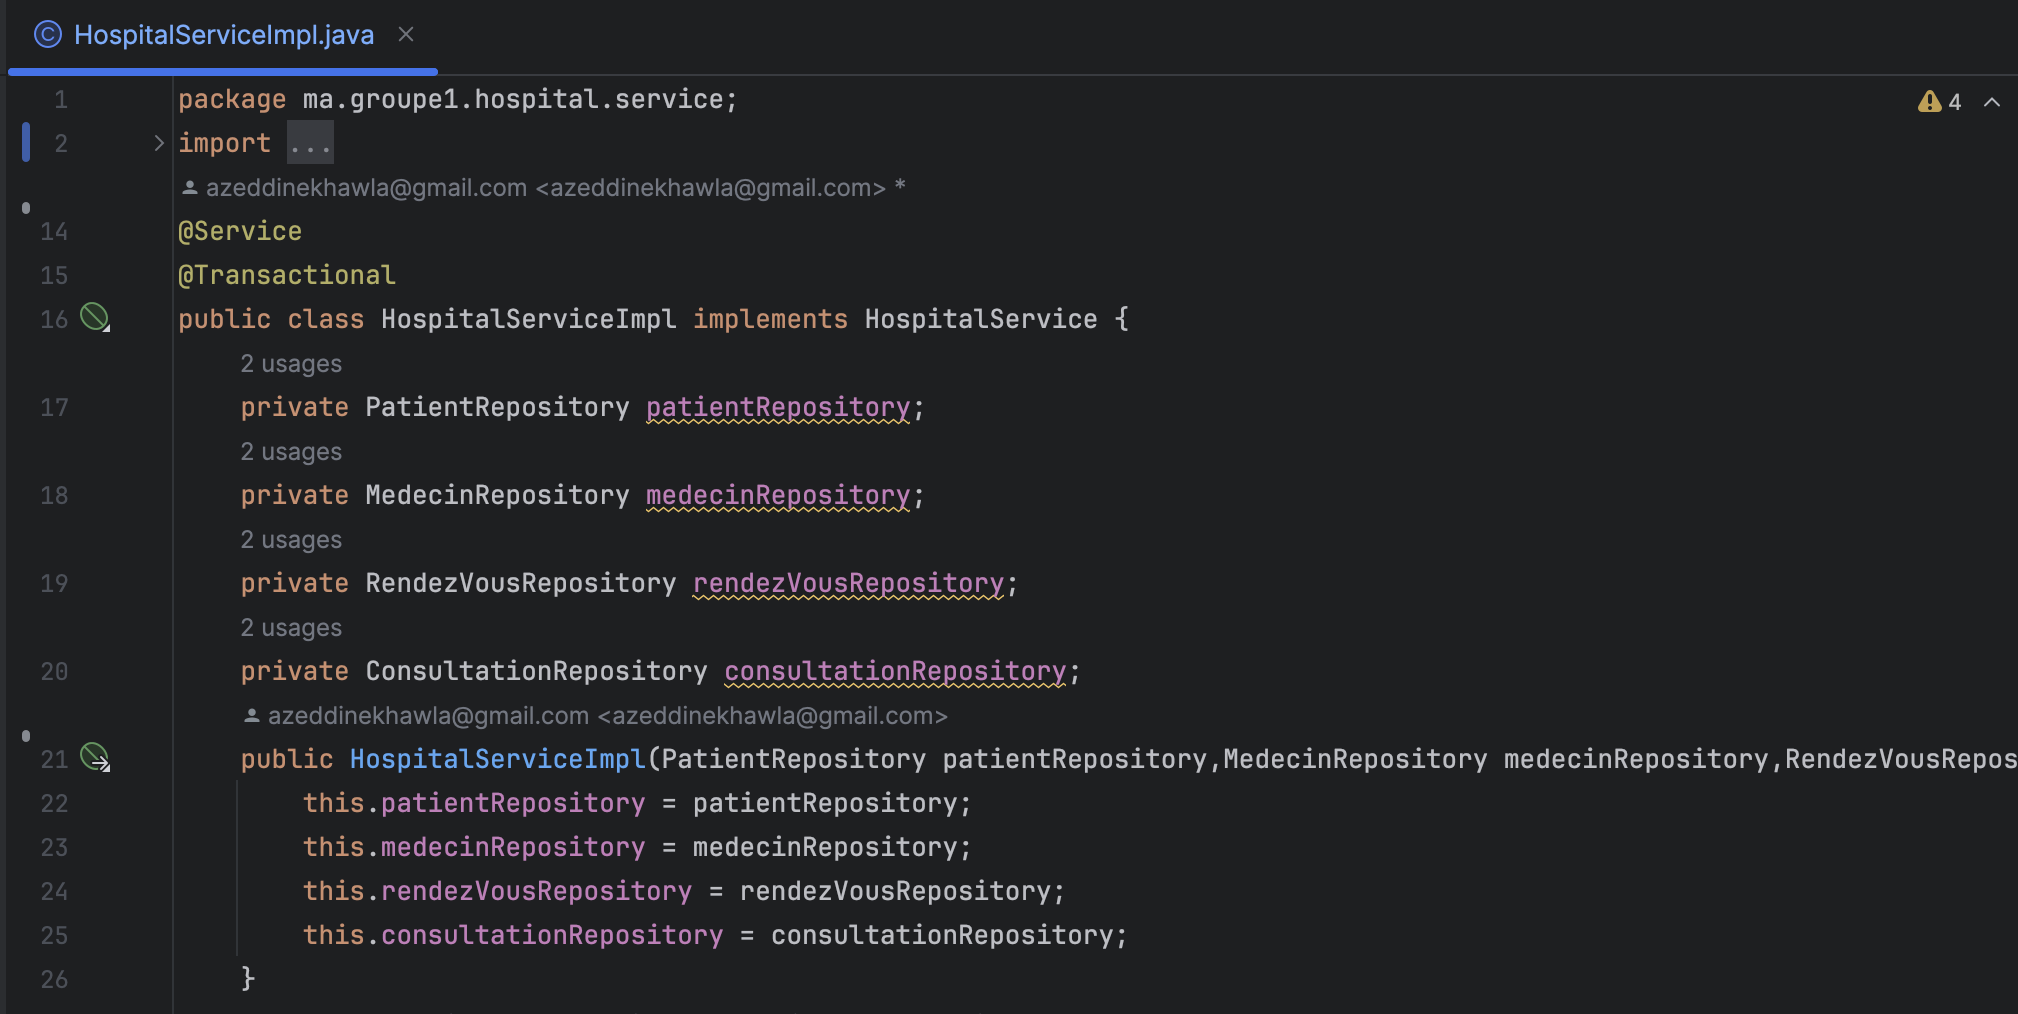 HospitalServiceImpl.java
4
1 package ma.groupe1.hospital.service;
2 import ...
azeddinekhawla@gmail.com <azeddinekhawla@gmail.com> *
14 @Service
15 @Transactional
16 public class HospitalServiceImpl implements HospitalService {
2 usages
17 private PatientRepository patientRepository;
2 usages
18 private MedecinRepository medecinRepository;
2 usages
19 private RendezVousRepository rendezVousRepository;
2 usages
20 private ConsultationRepository consultationRepository;
azeddinekhawla@gmail.com <azeddinekhawla@gmail.com>
21 public HospitalServiceImpl(PatientRepository patientRepository,MedecinRepository medecinRepository,RendezVousRepos
22 this.patientRepository = patientRepository;
23 this.medecinRepository = medecinRepository;
24 this.rendezVousRepository = rendezVousRepository;
25 this.consultationRepository = consultationRepository;
26 }